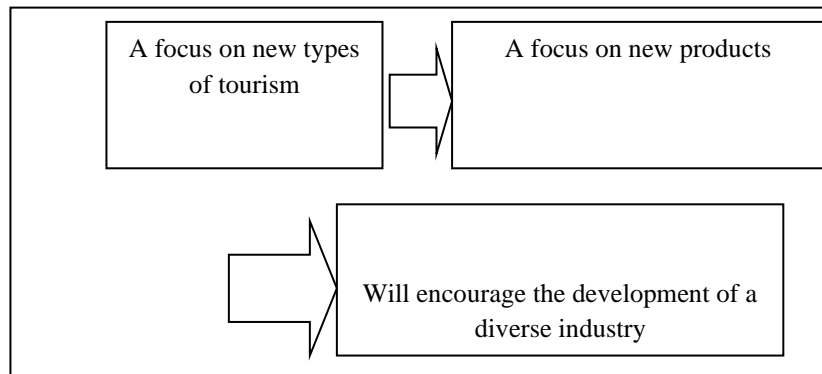 A focus on new types
of tourism
A focus on new products
Will encourage the development of a
diverse industry